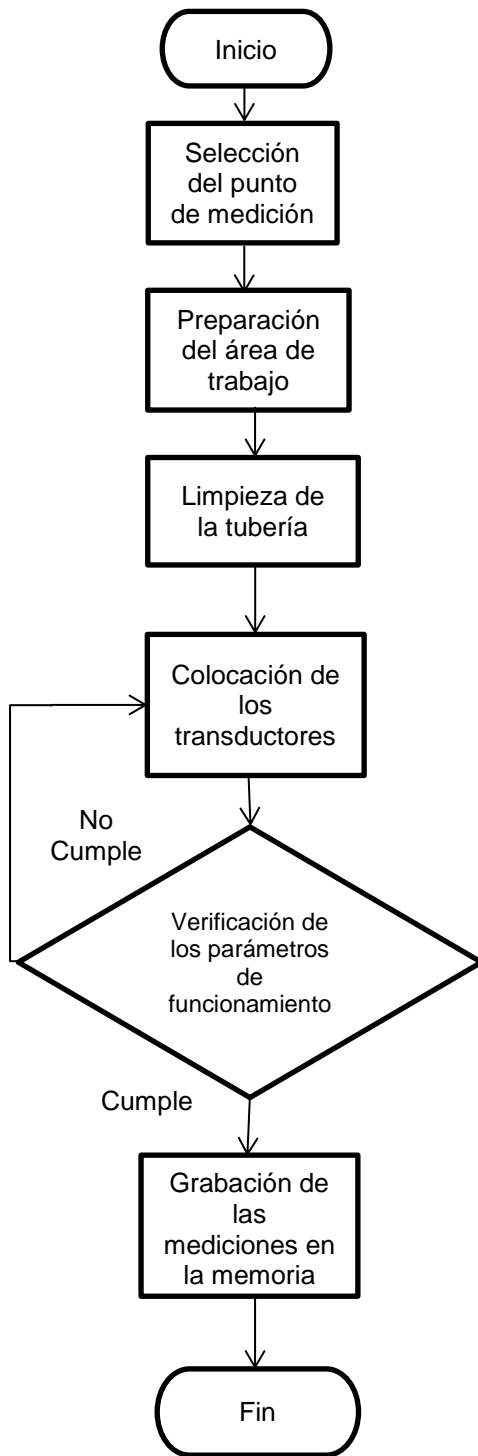 Inicio
Selección
del punto
de medición
Preparación
del área de
trabajo
Limpieza de
la tubería
Colocación de
los
transductores
No
Cumple
Verificación de
los parámetros
de
funcionamiento
Cumple
Grabación de
las
mediciones en
la memoria
Fin